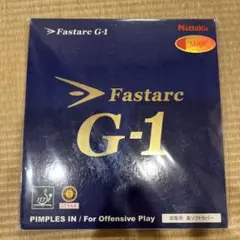 Fastarc G-1
Nittaku
Fastarc
G-1
PIMPLES IN / For Offensive Play